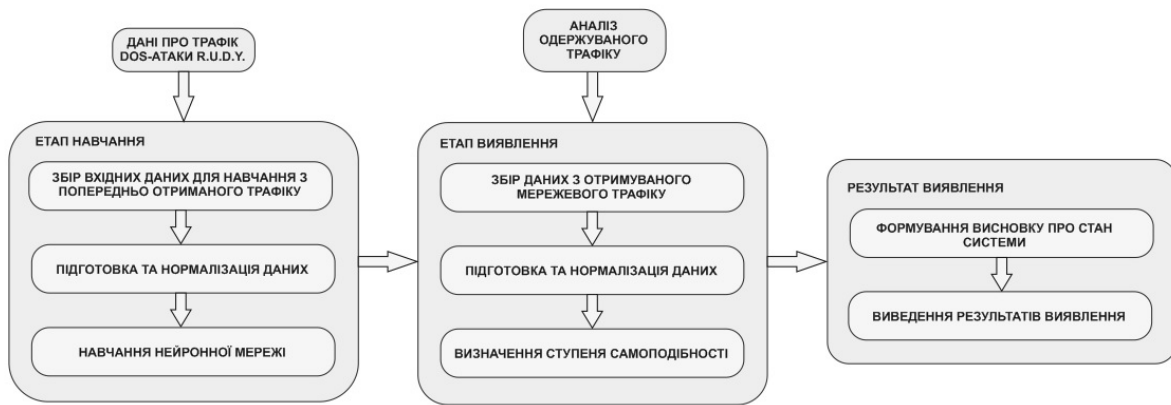 ДАНІ ПРО ТРАФІК
DOS-АТАКИ R.U.D.Y.
ЕТАП НАВЧАННЯ
ЗБІР ВХІДНИХ ДАНИХ ДЛЯ НАВЧАННЯ З
ПОПЕРЕДНЬО ОТРИМАНОГО ТРАФІКУ
ПІДГОТОВКА ТА НОРМАЛІЗАЦІЯ ДАНИХ
НАВЧАННЯ НЕЙРОННОЇ МЕРЕЖІ
АНАЛІЗ
ОДЕРЖУВАНОГО
ТРАФІКУ
ЕТАП ВИЯВЛЕННЯ
ЗБІР ДАНИХ З ОТРИМУВАНОГО
МЕРЕЖЕВОГО ТРАФІКУ
ПІДГОТОВКА ТА НОРМАЛІЗАЦІЯ ДАНИХ
ВИЗНАЧЕННЯ СТУПЕНЯ САМОПОДІБНОСТІ
РЕЗУЛЬТАТ ВИЯВЛЕННЯ
ФОРМУВАННЯ ВИСНОВКУ ПРО СТАН
СИСТЕМИ
ВИВЕДЕННЯ РЕЗУЛЬТАТІВ ВИЯВЛЕННЯ